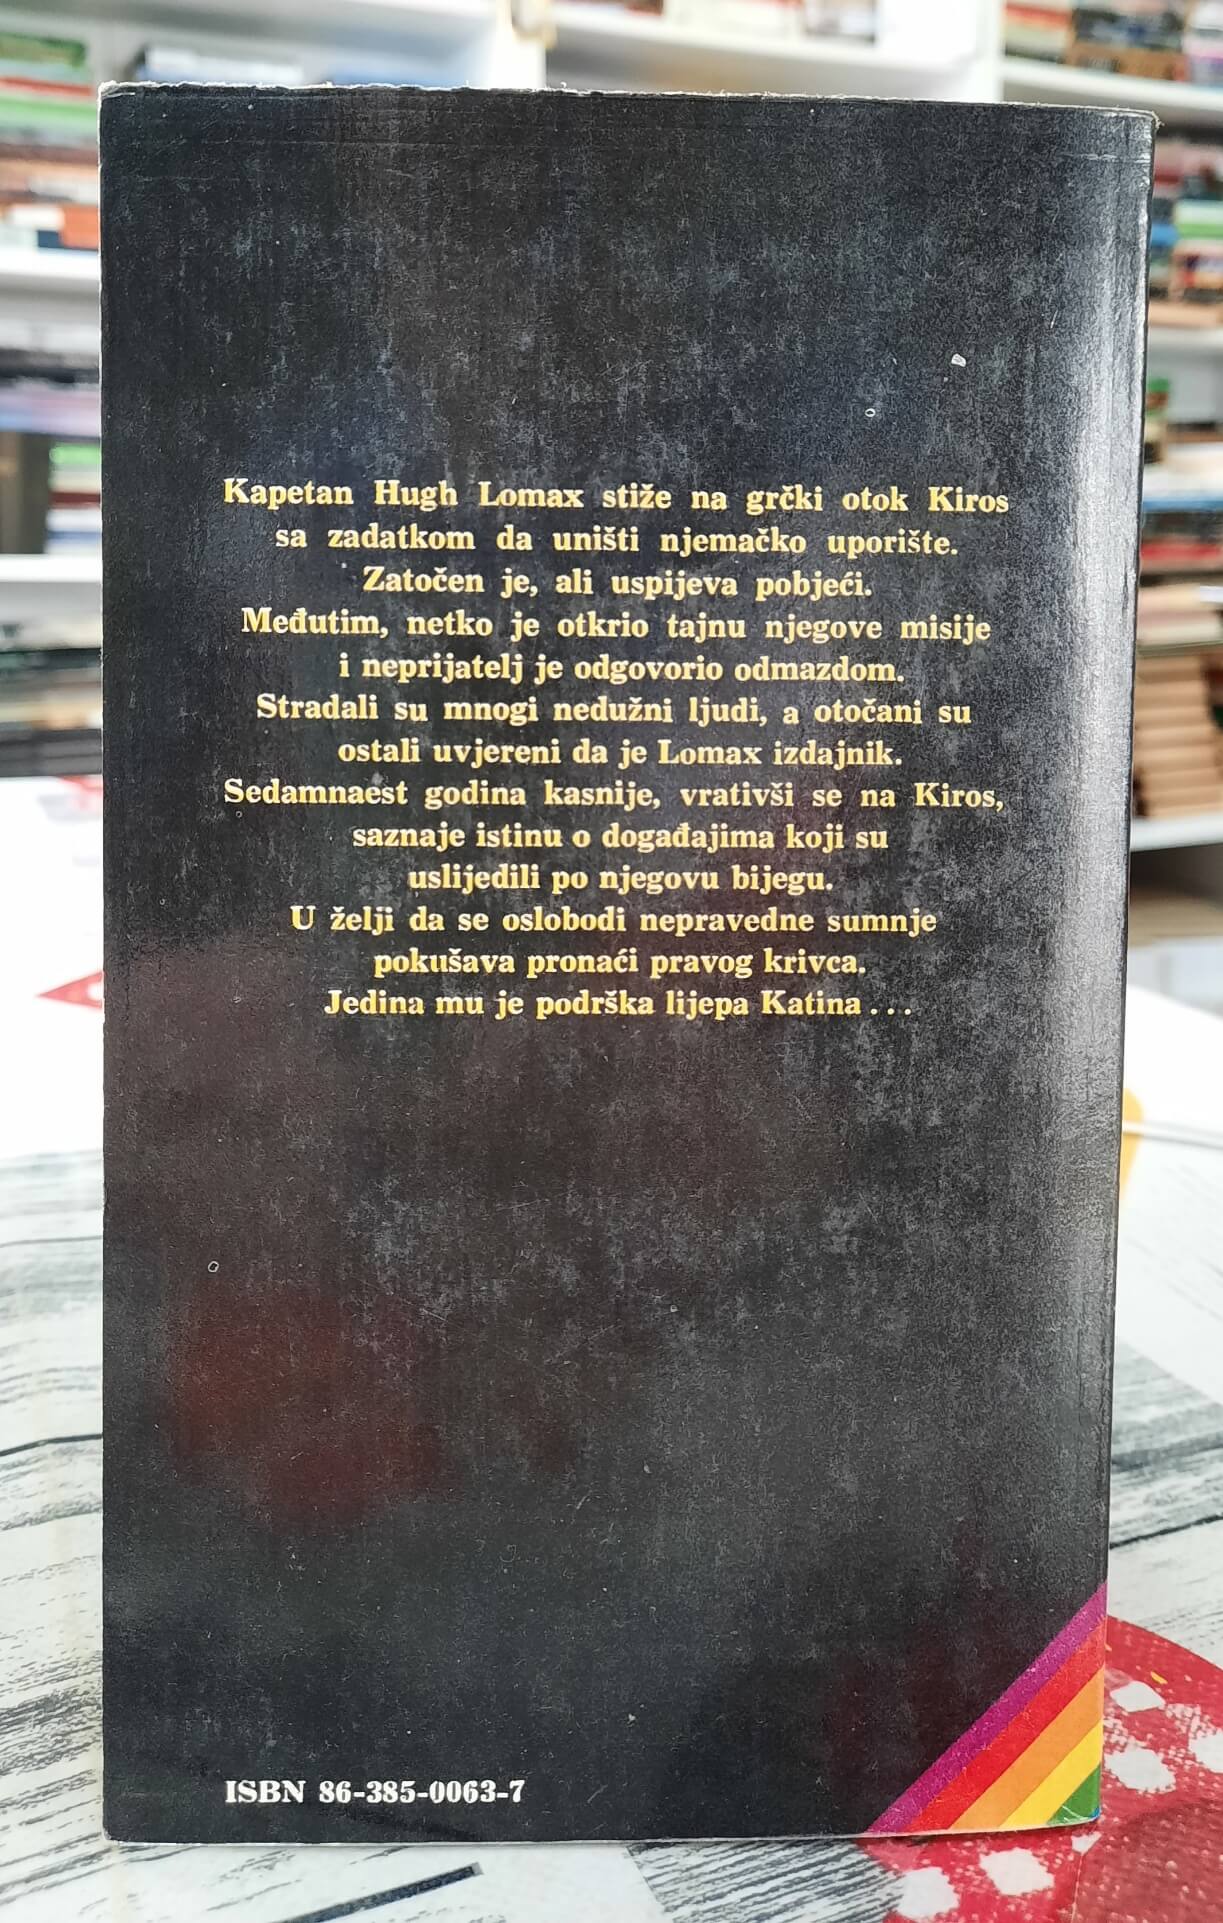 Kapetan Hugh Lomax stiže na grčki otok Kiros
sa zadatkom da uništi njemačko uporište.
Zatočen je, ali uspijeva pobjeći.
Međutim, netko je otkrio tajnu njegove misije
i neprijatelj je odgovorio odmazdom.
Stradali su mnogi nedužni ljudi, a otočani su
ostali uvjereni da je Lomax izdajnik.
Sedamnaest godina kasnije, vrativši se na Kiros,
saznaje istinu o događajima koji su
uslijedili po njegovu bijegu.
U želji da se oslobodi nepravedne sumnje
pokušava pronaći pravog krivca.
Jedina mu je podrška lijepa Katina . . .
ISBN 86-385-0063-7